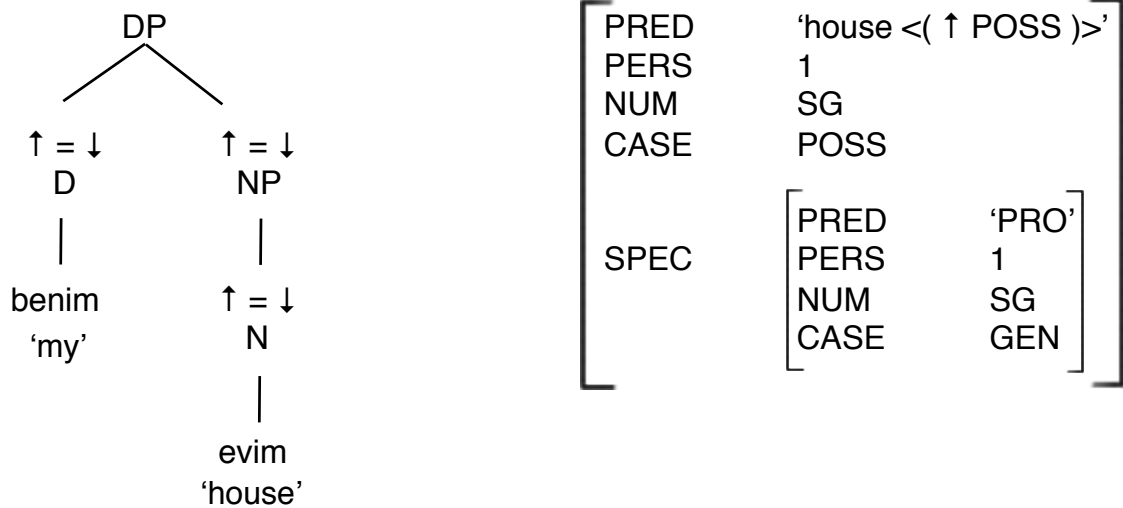 DP
↑ = ↓ ↑ = ↓
D NP
benim ↑ = ↓
‘my’ N
evim
‘house’
PRED ‘house <( ↑ POSS )>’
PERS 1
NUM SG
CASE POSS
PRED ‘PRO’
SPEC PERS 1
NUM SG
CASE GEN